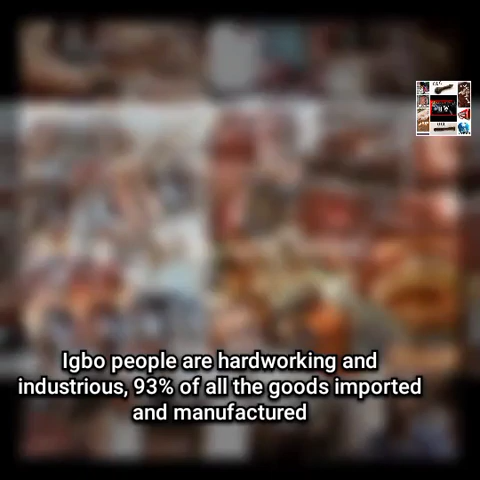 Igbo people are hardworking and
industrious, 93% of all the goods imported
and manufactured